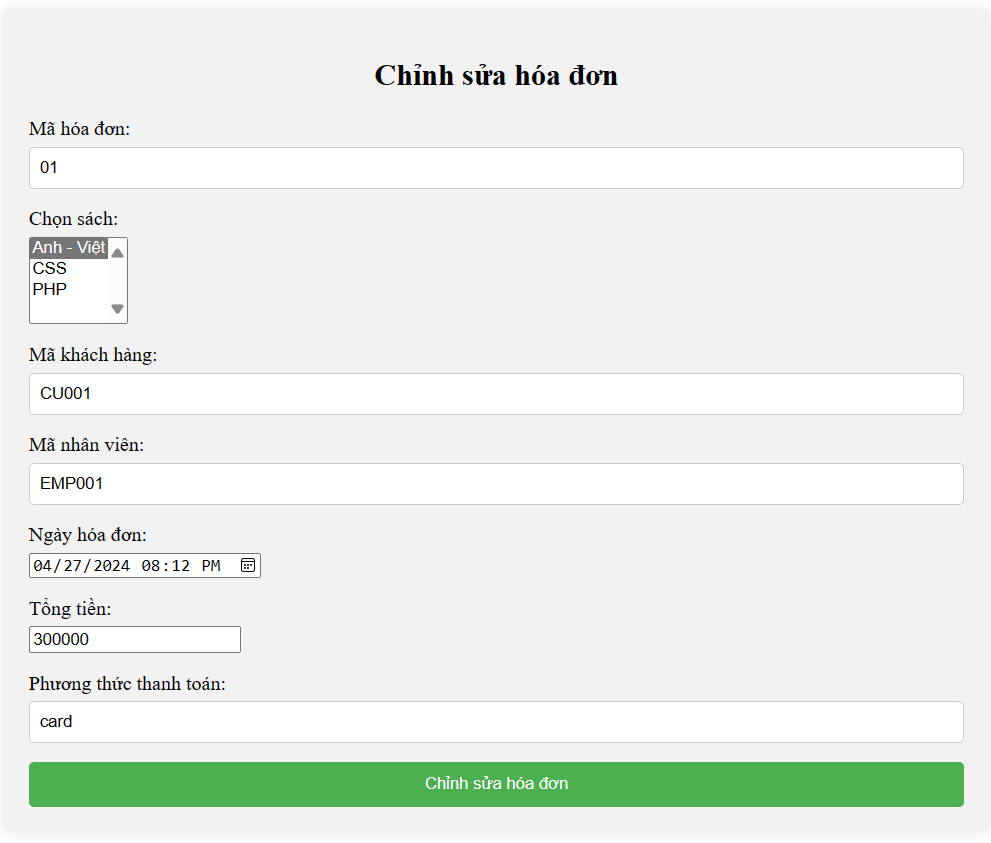 Chỉnh sửa hóa đơn
Mã hóa đơn:
01
Chọn sách:
Anh - Việt
CSS
PHP
Mã khách hàng:
CU001
Mã nhân viên:
EMP001
Ngày hóa đơn:
04/27/2024 08:12 PM
Tổng tiền:
300000
Phương thức thanh toán:
card
Chỉnh sửa hóa đơn